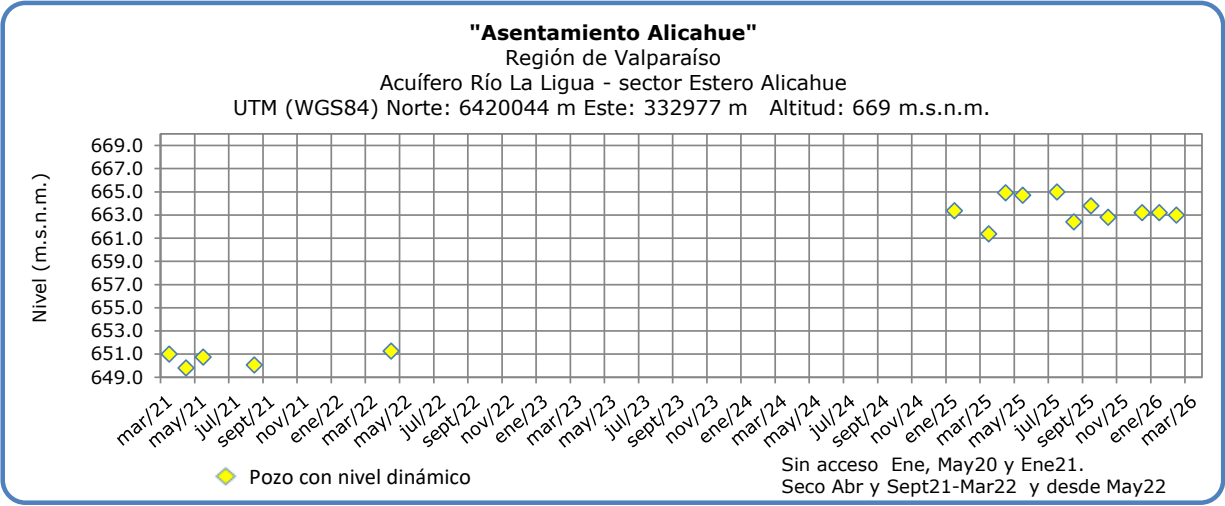 "Asentamiento Alicahue"
Región de Valparaíso
Acuífero Río La Ligua - sector Estero Alicahue
UTM (WGS84) Norte: 6420044 m Este: 332977 m Altitud: 669 m.s.n.m.
Nivel (m.s.n.m.)
669.0
667.0
665.0
663.0
661.0
659.0
657.0
655.0
653.0
651.0
649.0
mar/21 may/21 jul/21 sept/21 nov/21 ene/22 mar/22 may/22 jul/22 sept/22 nov/22 ene/23 mar/23 may/23 jul/23 sept/23 nov/23 ene/24 mar/24 may/24 jul/24 sept/24 nov/24 ene/25 mar/25 may/25 jul/25 sept/25 nov/25 ene/26 mar/26
Pozo con nivel dinámico
Sin acceso Ene, May20 y Ene21.
Seco Abr y Sept21-Mar22 y desde May22